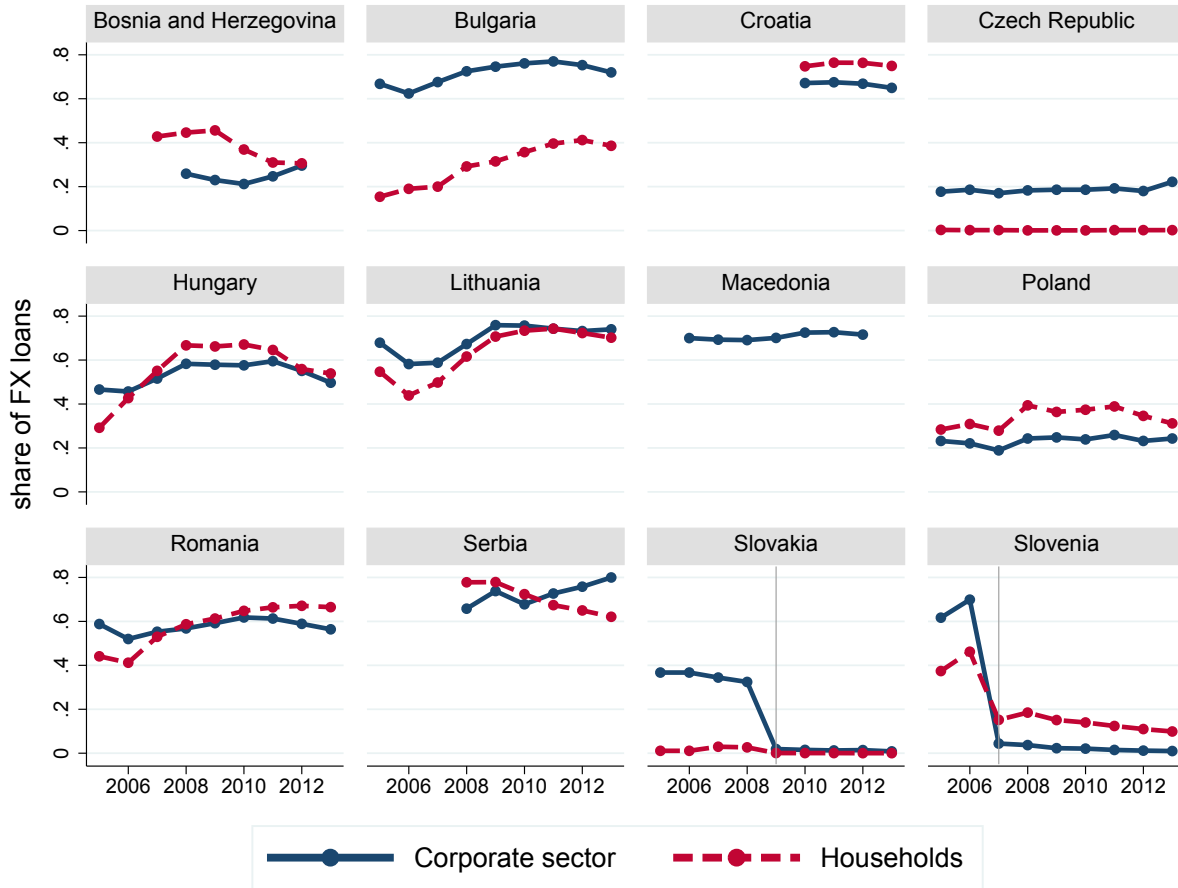 share of FX loans
Bosnia and Herzegovina Bulgaria Croatia Czech Republic
.8
.6
.4
.2
0
Hungary Lithuania Macedonia Poland
.8
.6
.4
.2
0
Romania Serbia Slovakia Slovenia
.8
.6
.4
.2
0
2006 2008 2010 2012 2006 2008 2010 2012 2006 2008 2010 2012 2006 2008 2010 2012
Corporate sector Households